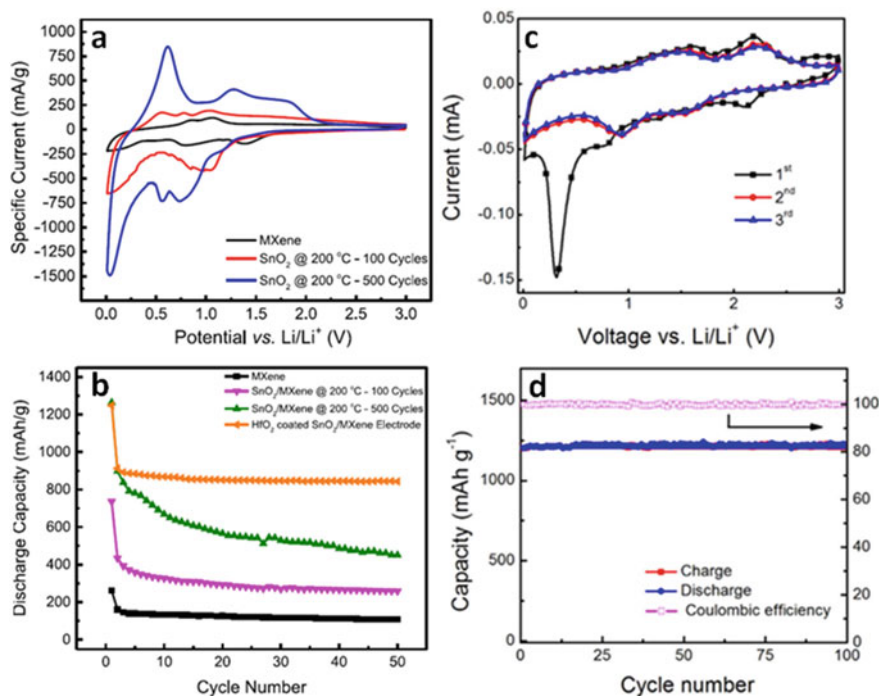 a
1000
750
500
250
0
-250
-500
-750
-1000
-1250
-1500
Specific Current (mA/g)
MXene
SnO2 @ 200 °C - 100 Cycles
SnO2 @ 200 °C - 500 Cycles
0.0 0.5 1.0 1.5 2.0 2.5 3.0
Potential vs. Li/Li+ (V)
c
0.05
0.00
-0.05
-0.10
-0.15
Current (mA)
1st
2nd
3rd
0 1 2 3
Voltage vs. Li/Li+ (V)
b
1400
1200
1000
800
600
400
200
0
Discharge Capacity (mAh/g)
MXene
SnO2/MXene @ 200 °C - 100 Cycles
SnO2/MXene @ 200 °C - 500 Cycles
HfO2 coated SnO2/MXene Electrode
0 10 20 30 40 50
Cycle Number
d
1500
1250
1000
750
500
250
0
Capacity (mAh g-1)
100
80
60
40
20
0
Charge
Discharge
Coulombic efficiency
0 25 50 75 100
Cycle number